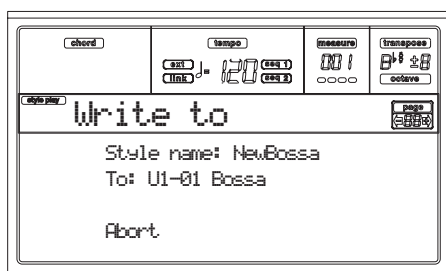 chord tempo measure transpose
ext ♩= 120 seq 1 001 B♭♮ ±8
link seq 2 octave
style play Write to page
Style name: NewBossa
To: U1-01 Bossa
Abort